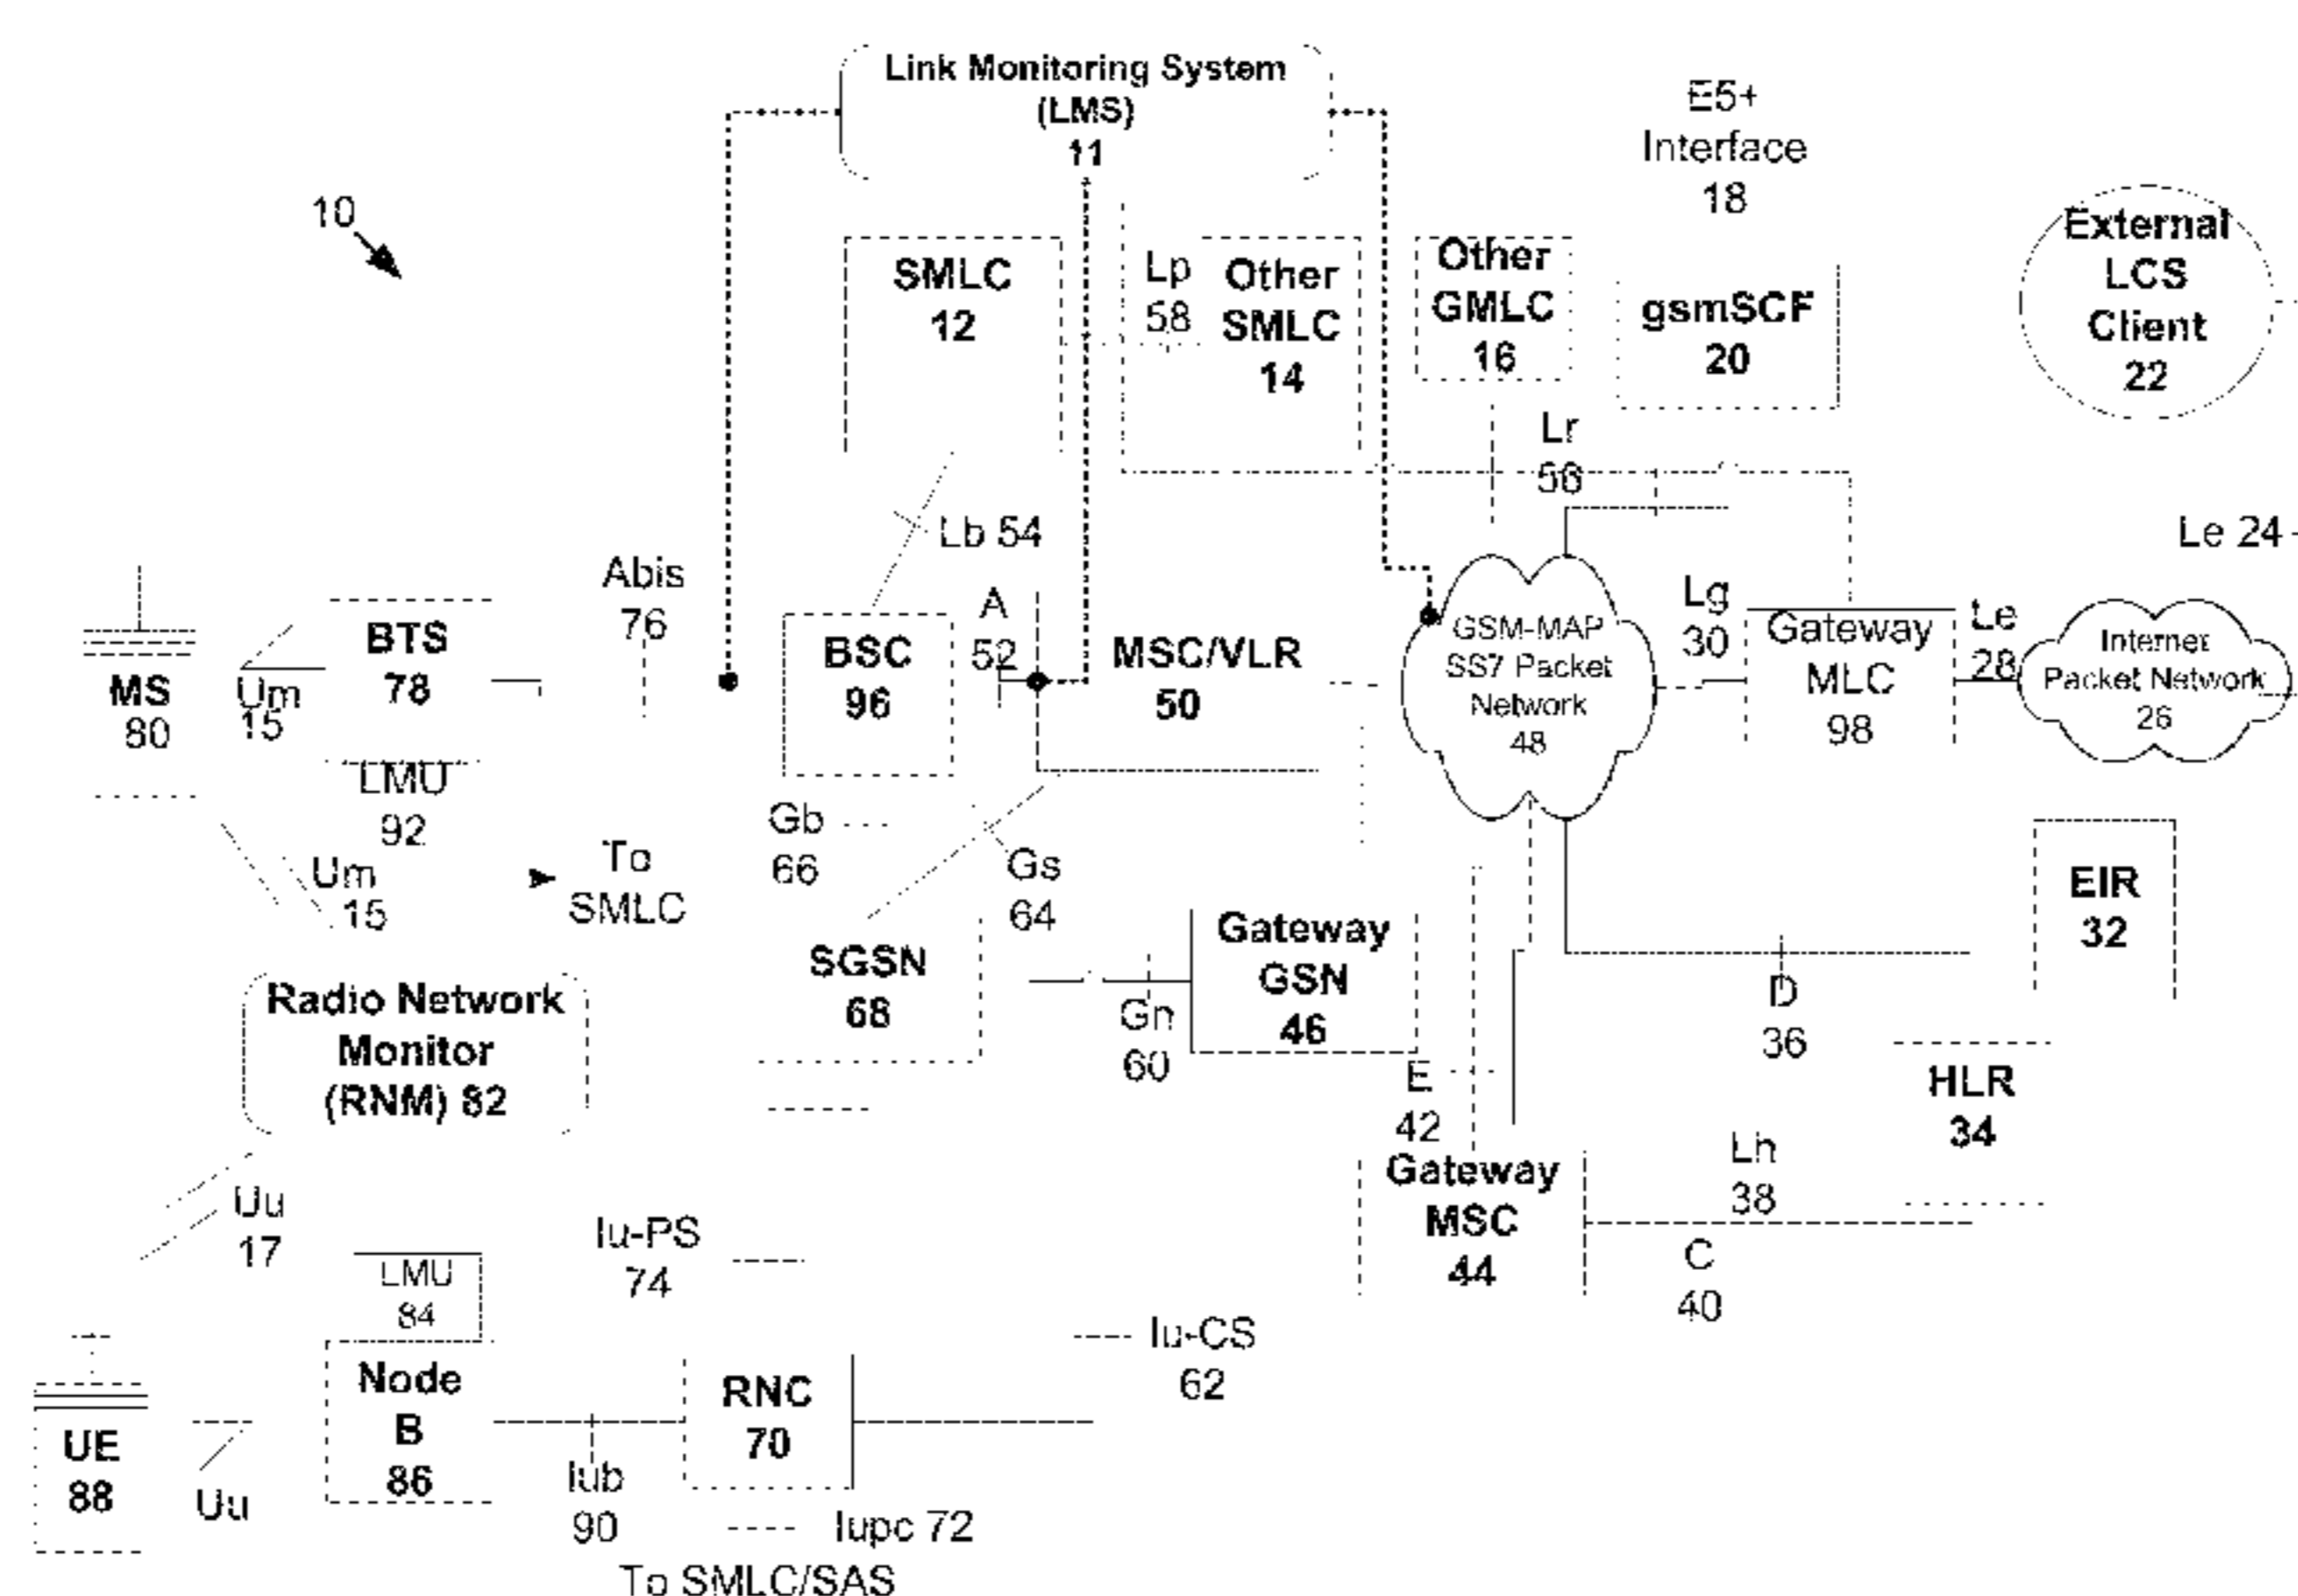 Link Monitoring System
(LMS)
11
E5+
Interface
18
10
SMLC
12
Lp
58
Other
SMLC
14
Other
GMLC
16
gsmSCF
20
External
LCS
Client
22
Lr
56
Lb 54
Le 24
Abis
76
A
52
MS
80
Um
15
BTS
78
BSC
96
MSC/VLR
50
GSM-MAP
SS7 Packet
Network
48
Lg
30
Gateway
MLC
98
Le
28
Internet
Packet Network
26
LMU
92
Um
15
To
SMLC
Gb
66
Gs
64
EIR
32
SGSN
68
Gateway
GSN
46
Gn
60
D
36
Radio Network
Monitor
(RNM) 82
E
42
HLR
34
Gateway
MSC
44
Lh
38
C
40
Uu
17
Iu-PS
74
LMU
84
Iu-CS
62
UE
88
Uu
Node
B
86
Iub
90
RNC
70
Iupc 72
To SMLC/SAS